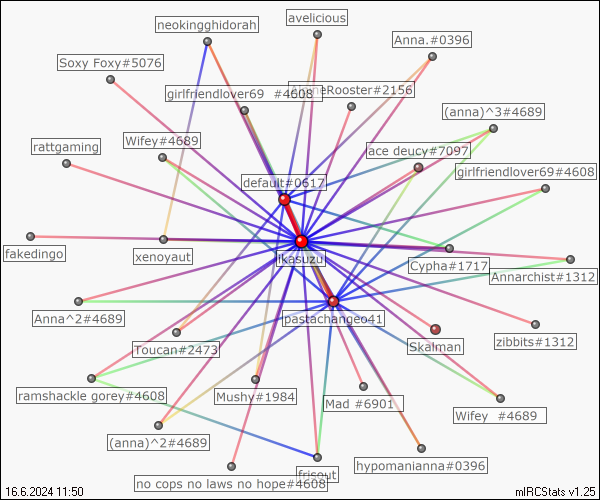 avelicious
neokingghidorah
Anna.#0396
Soxy Foxy#5076
girlfriendlover69 #4608
neRooster#2156
(anna)^3#4689
Wifey#4689
rattgaming
ace deucy#7097
girlfriendlover69#4608
default#0617
fakedingo
xenoyaut
ikasuzu
Cypha#1717
Annarchist#1312
Anna^2#4689
pastachangeo41
zibbits#1312
Toucan#2473
Skalman
ramshackle gorey#4608
Mushy#1984
Mad #6901
Wifey #4689
(anna)^2#4689
hypomanianna#0396
frisout
no cops no laws no hope#4608
16.6.2024 11:50
mIRCStats v1.25